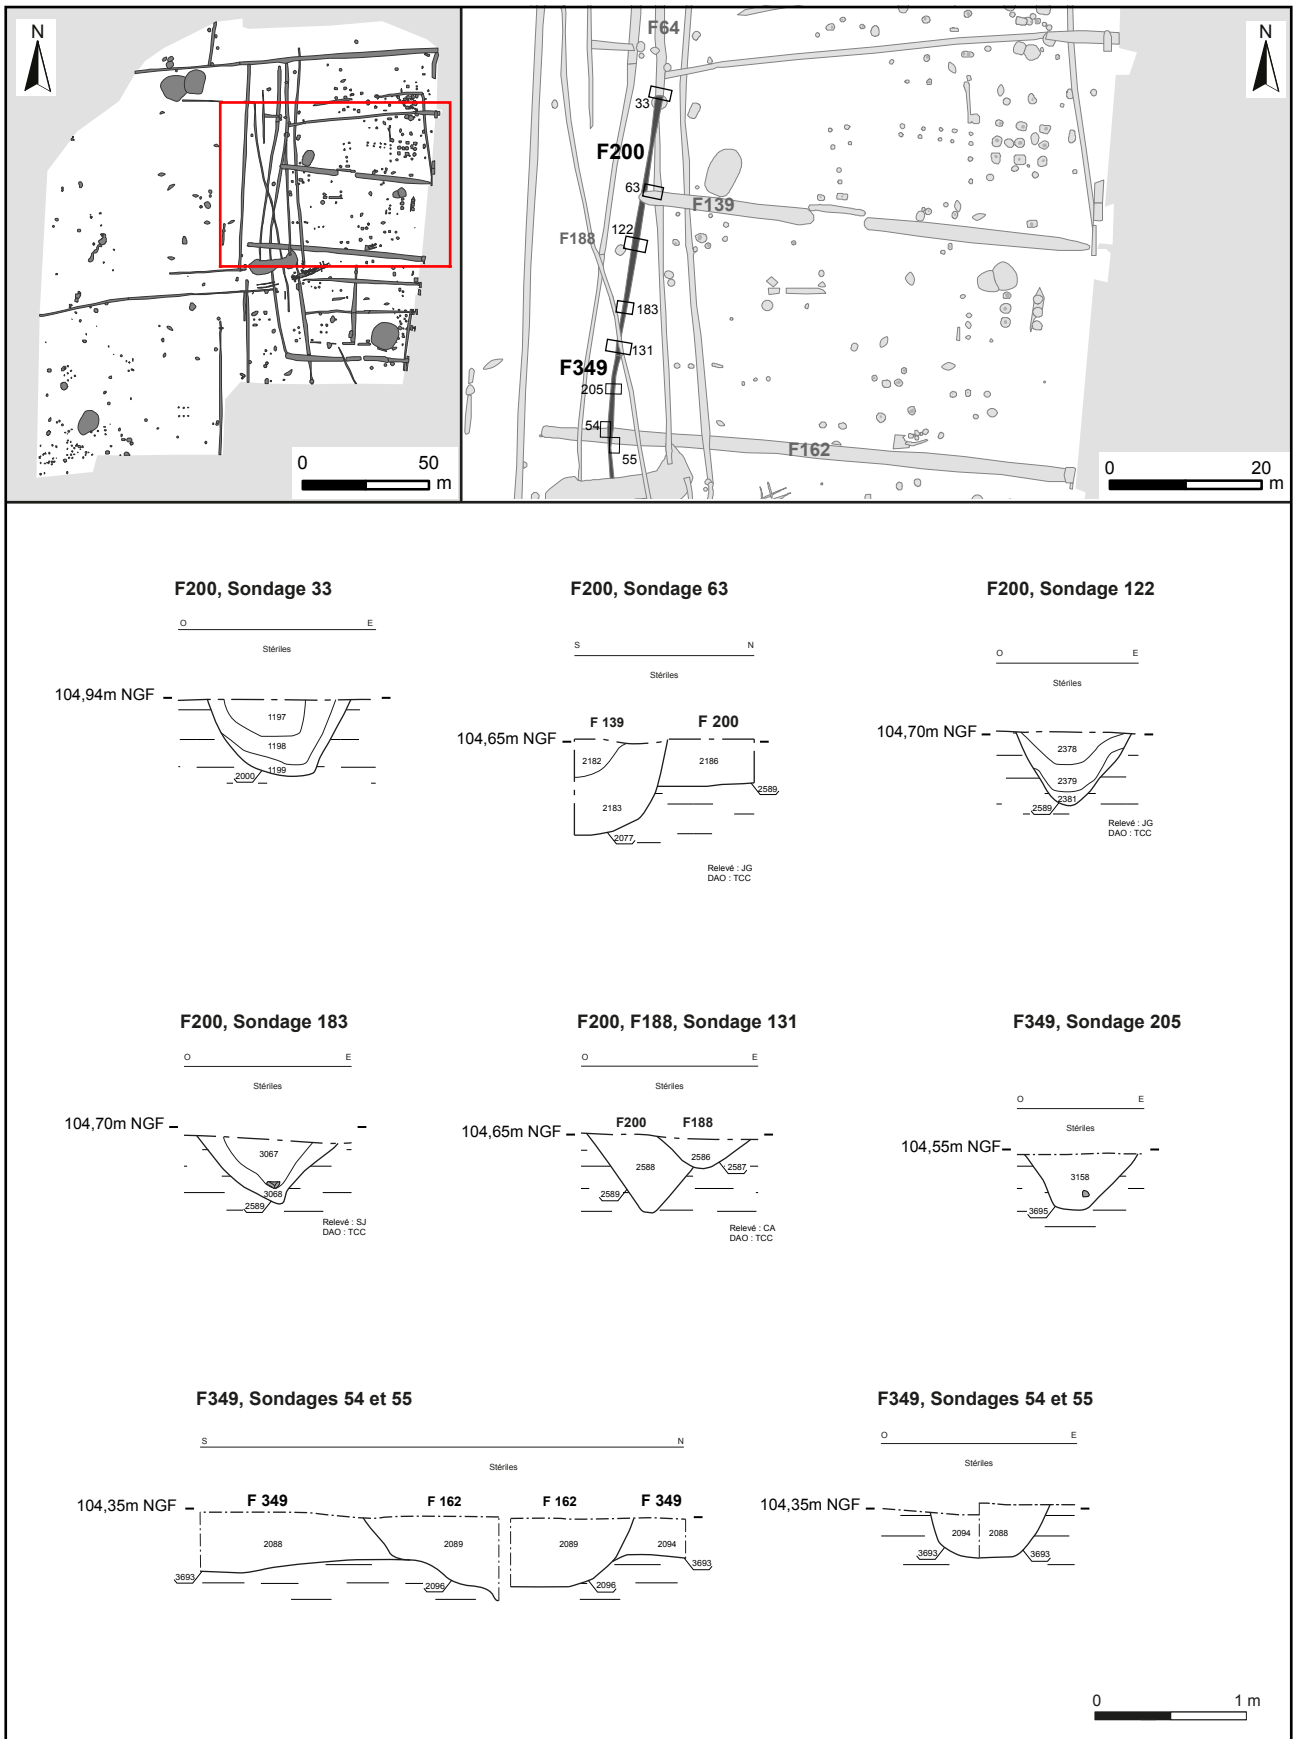 N
0
50
m
N
F64
33
F200
63
F139
122
F188
183
131
F349
205
54
55
F162
0
20
m
F200, Sondage 33
O
E
Stériles
104,94m NGF
1197
1198
1199
2000
F200, Sondage 63
S
N
Stériles
F 139
F 200
104,65m NGF
2182
2186
2183
2589
2077
Relevé : JG
DAO : TCC
F200, Sondage 122
O
E
Stériles
104,70m NGF
2378
2379
2381
2589
Relevé : JG
DAO : TCC
F200, Sondage 183
O
E
Stériles
104,70m NGF
3067
3068
2589
Relevé : SJ
DAO : TCC
F200, F188, Sondage 131
O
E
Stériles
F200
F188
104,65m NGF
2586
2588
2587
2589
Relevé : CA
DAO : TCC
F349, Sondage 205
O
E
Stériles
104,55m NGF
3158
3695
F349, Sondages 54 et 55
S
N
Stériles
104,35m NGF
F 349
F 162
F 162
F 349
2088
2089
2089
2094
3693
2096
2096
3693
F349, Sondages 54 et 55
O
E
Stériles
104,35m NGF
2094
2088
3693
3693
0
1 m